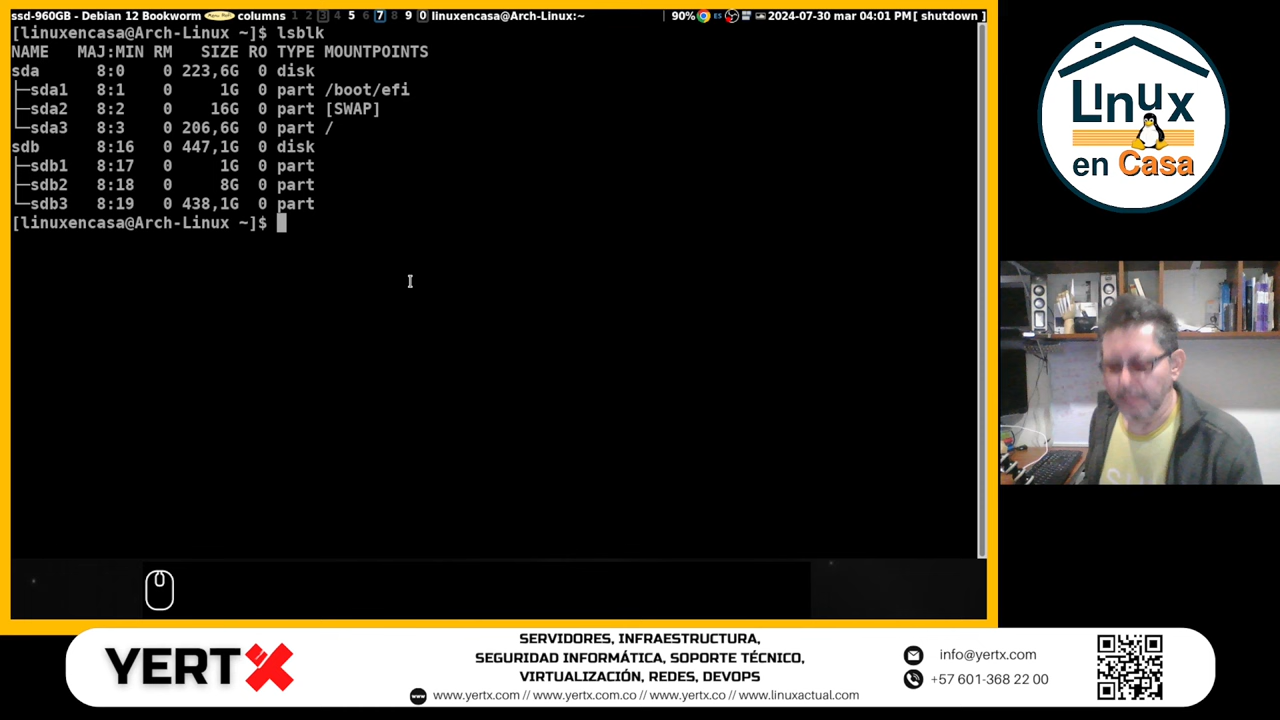 ssd-960GB - Debian 12 Bookworm columns 1 2 3 4 5 6 7 8 9 0 linuxencasa@Arch-Linux:~ 90% ES 2024-07-30 mar 04:01 PM[ shutdown ]
[linuxencasa@Arch-Linux ~]$ lsblk
NAME MAJ:MIN RM SIZE RO TYPE MOUNTPOINTS
sda 8:0 0 223,6G 0 disk
├─sda1 8:1 0 1G 0 part /boot/efi
├─sda2 8:2 0 16G 0 part [SWAP]
└─sda3 8:3 0 206,6G 0 part /
sdb 8:16 0 447,1G 0 disk
├─sdb1 8:17 0 1G 0 part
├─sdb2 8:18 0 8G 0 part
└─sdb3 8:19 0 438,1G 0 part
[linuxencasa@Arch-Linux ~]$
Linux
en Casa
YERTX
SERVIDORES, INFRAESTRUCTURA,
SEGURIDAD INFORMÁTICA, SOPORTE TÉCNICO,
VIRTUALIZACIÓN, REDES, DEVOPS
www.yertx.com // www.yertx.com.co // www.yertx.co // www.linuxactual.com
info@yertx.com
+57 601-368 22 00